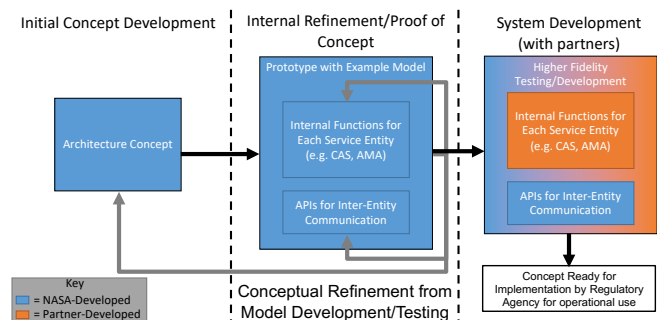 Initial Concept Development
Internal Refinement/Proof of
Concept
System Development
(with partners)
Prototype with Example Model
Higher Fidelity
Testing/Development
Architecture Concept
Internal Functions for
Each Service Entity
(e.g. CAS, AMA)
Internal Functions for
Each Service Entity
(e.g. CAS, AMA)
APIs for Inter-Entity
Communication
APIs for Inter-Entity
Communication
Key
= NASA-Developed
= Partner-Developed
Conceptual Refinement from
Model Development/Testing
Concept Ready for
Implementation by Regulatory
Agency for operational use